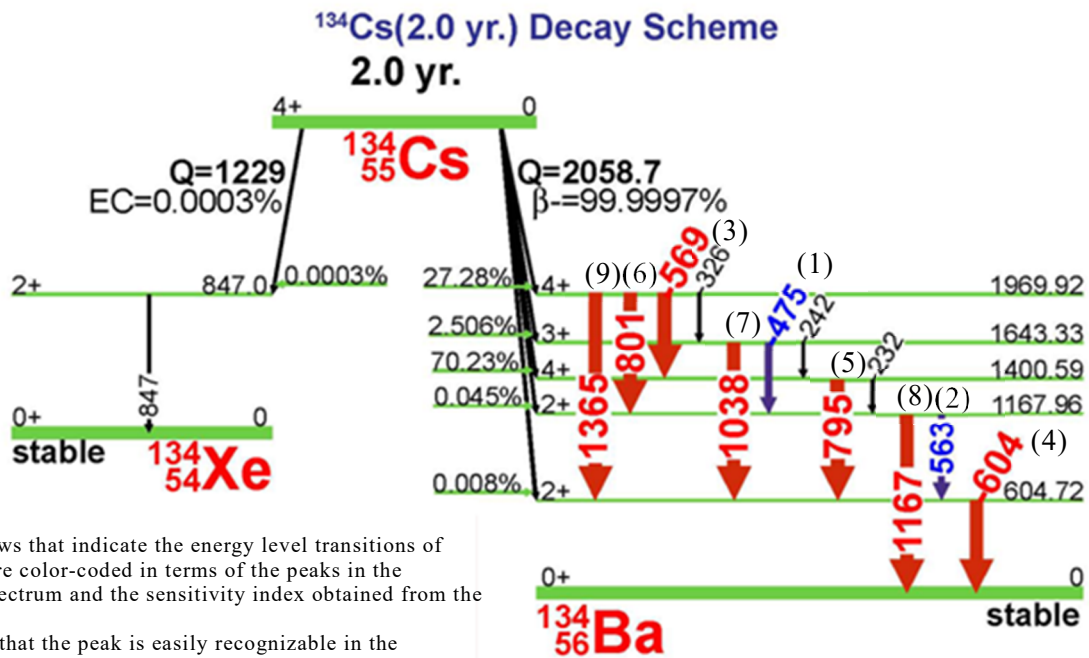 134Cs(2.0 yr.) Decay Scheme
2.0 yr.
4+ 0
134 55 Cs
Q=1229
EC=0.0003%
Q=2058.7
β-=99.9997%
2+ 847.0 0.0003%
847
0+ 0
stable 134 54 Xe
27.28% 4+ (9) (6) 569 (3) 326 1969.92
2.506% 3+ (7) 475 (1) 242 1643.33
70.23% 4+ (5) 232 1400.59
0.045% 2+ (8) (2) 1167.96
1365 801 1038 795 1167 563 604 (4)
0.008% 2+ 604.72
0+ 0
134 56 Ba stable
ws that indicate the energy level transitions of
re color-coded in terms of the peaks in the
ectrum and the sensitivity index obtained from the
that the peak is easily recognizable in the